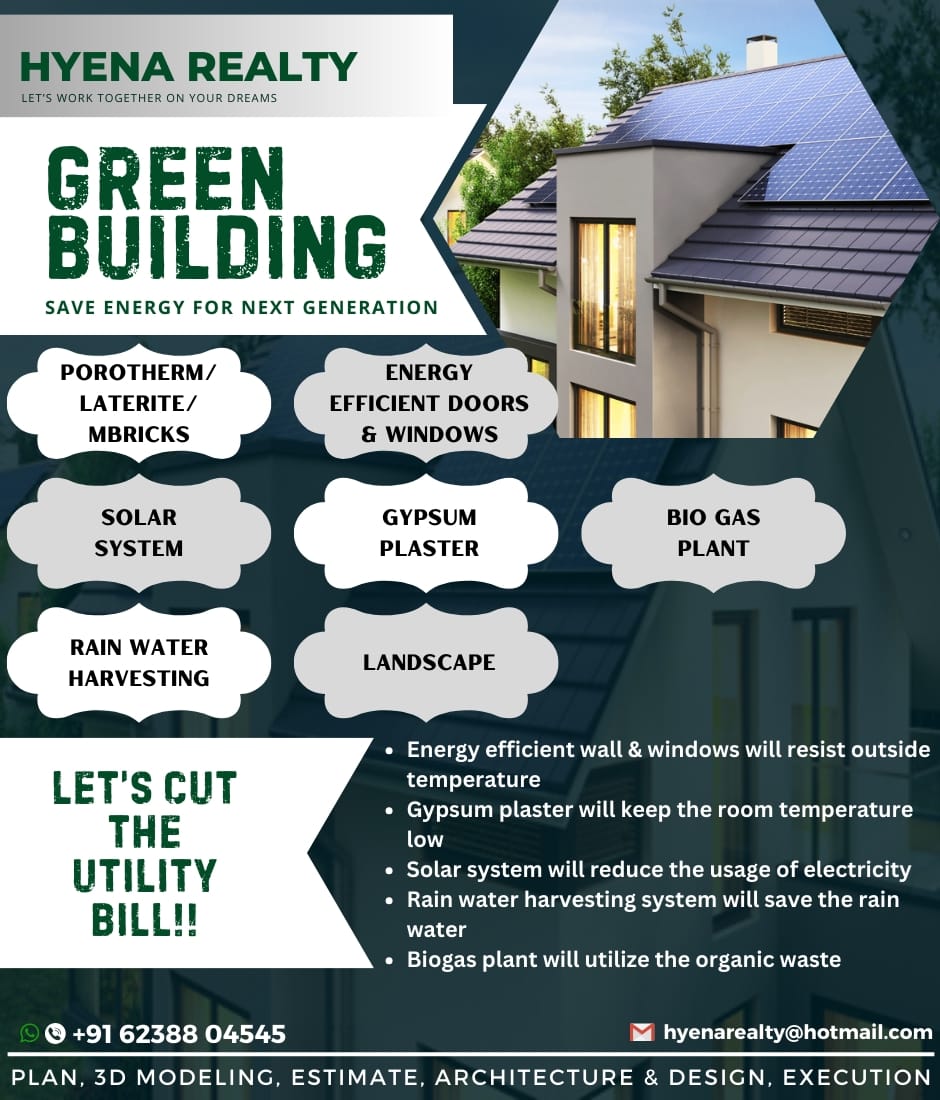 HYENA REALTY
LET'S WORK TOGETHER ON YOUR DREAMS
GREEN
BUILDING
SAVE ENERGY FOR NEXT GENERATION
POROTHERM/
LATERITE/
MBRICKS
ENERGY
EFFICIENT DOORS
& WINDOWS
SOLAR
SYSTEM
GYPSUM
PLASTER
BIO GAS
PLANT
RAIN WATER
HARVESTING
LANDSCAPE
LET'S CUT
THE
UTILITY
BILL!!
• Energy efficient wall & windows will resist outside
temperature
• Gypsum plaster will keep the room temperature
low
• Solar system will reduce the usage of electricity
• Rain water harvesting system will save the rain
water
• Biogas plant will utilize the organic waste
+91 62388 04545
hyenarealty@hotmail.com
PLAN, 3D MODELING, ESTIMATE, ARCHITECTURE & DESIGN, EXECUTION